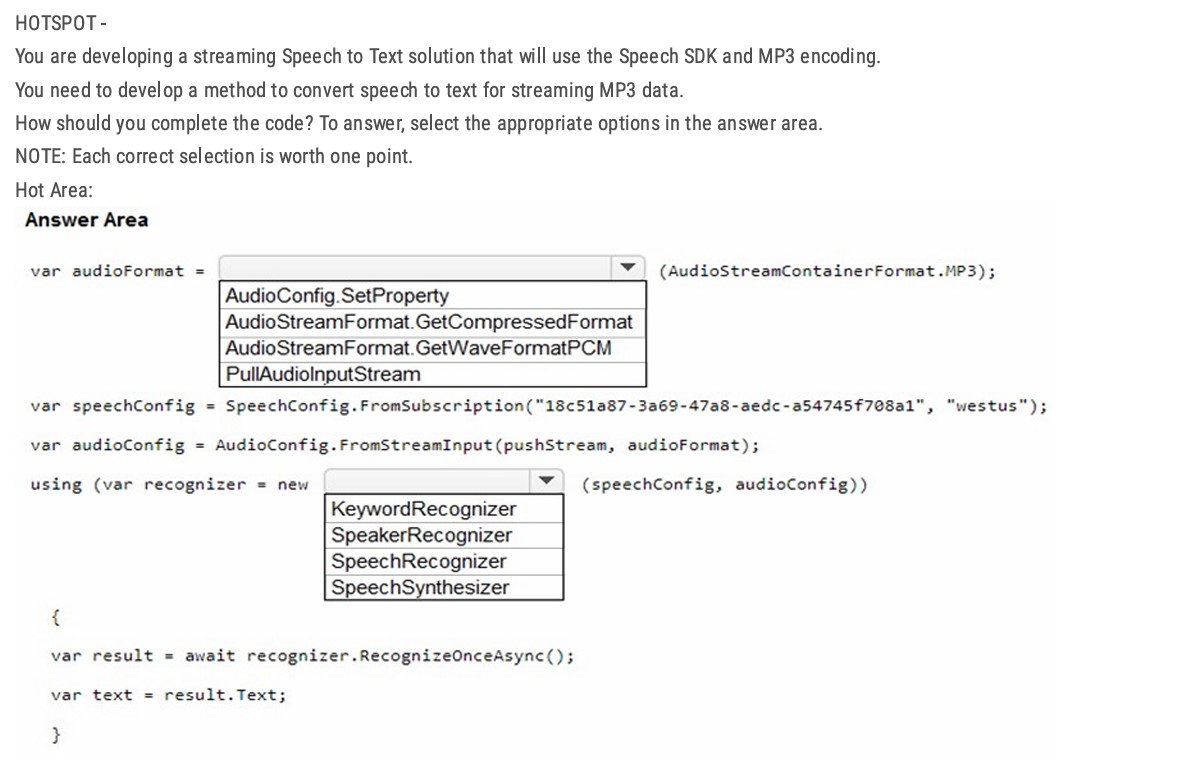 HOTSPOT -
You are developing a streaming Speech to Text solution that will use the Speech SDK and MP3 encoding.
You need to develop a method to convert speech to text for streaming MP3 data.
How should you complete the code? To answer, select the appropriate options in the answer area.
NOTE: Each correct selection is worth one point.
Hot Area:
Answer Area
var audioFormat = (AudioStreamContainerFormat.MP3);
AudioConfig.SetProperty
AudioStreamFormat.GetCompressedFormat
AudioStreamFormat.GetWaveFormatPCM
PullAudioInputStream
var speechConfig = SpeechConfig.FromSubscription("18c51a87-3a69-47a8-aedc-a54745f708a1", "westus");
var audioConfig = AudioConfig.FromStreamInput(pushStream, audioFormat);
using (var recognizer = new (speechConfig, audioConfig))
KeywordRecognizer
SpeakerRecognizer
SpeechRecognizer
SpeechSynthesizer
{
var result = await recognizer.RecognizeOnceAsync();
var text = result.Text;
}